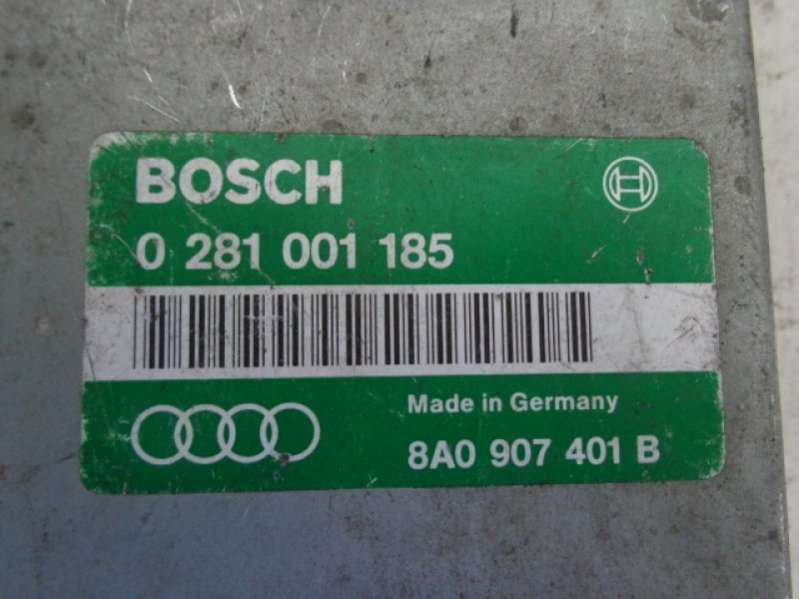 BOSCH
0 281 001 185
Made in Germany
8A0 907 401 B